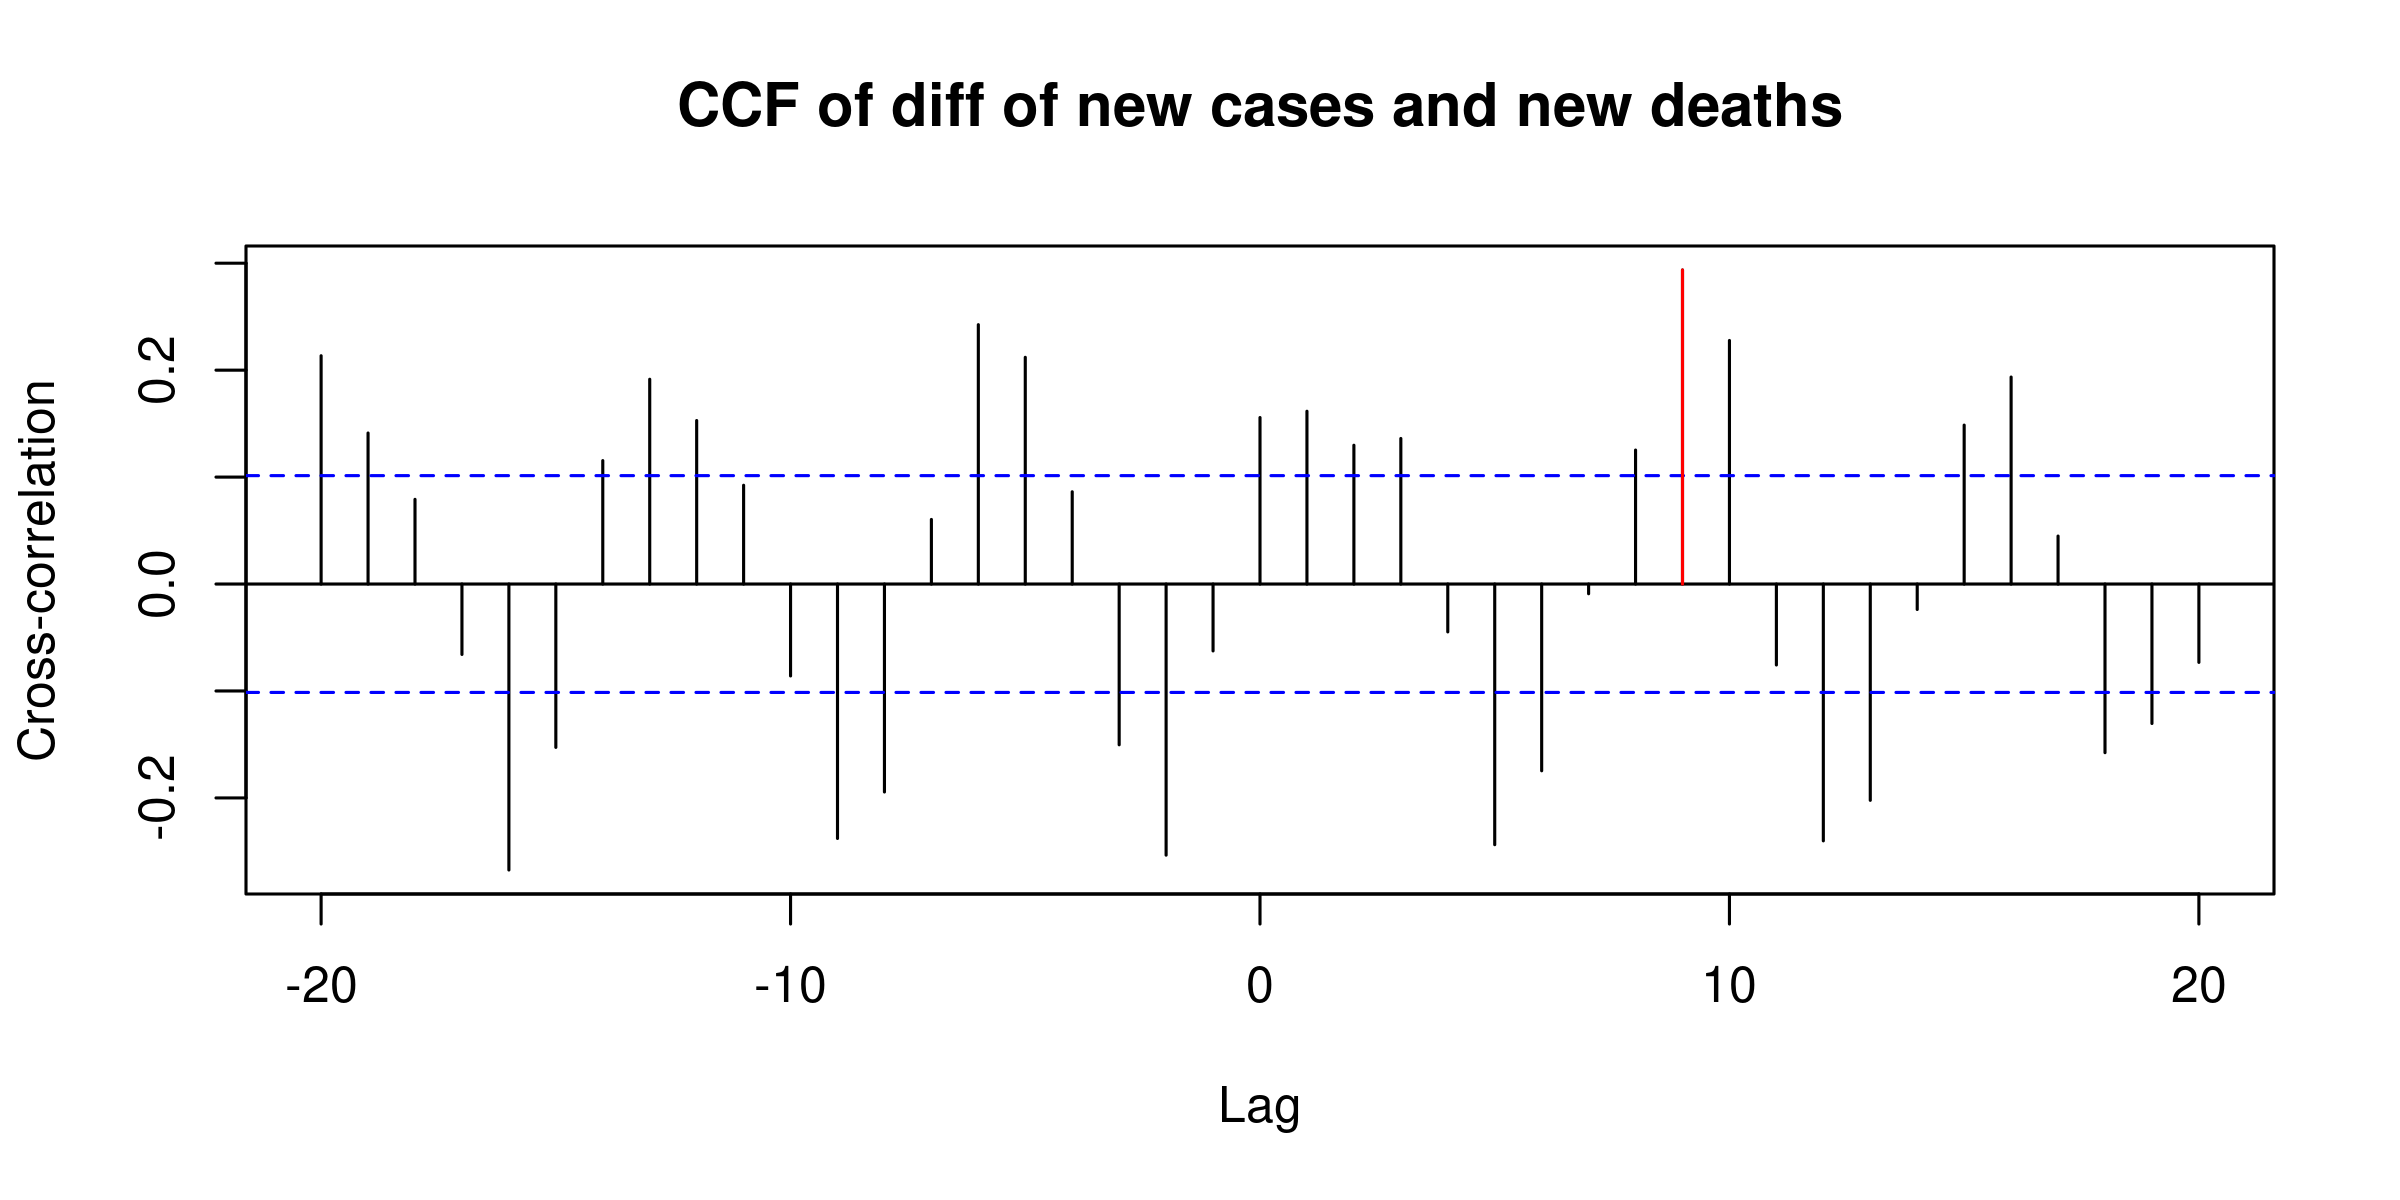 CCF of diff of new cases and new deaths
Cross-correlation
0.2
0.0
-0.2
-20 -10 0 10 20
Lag